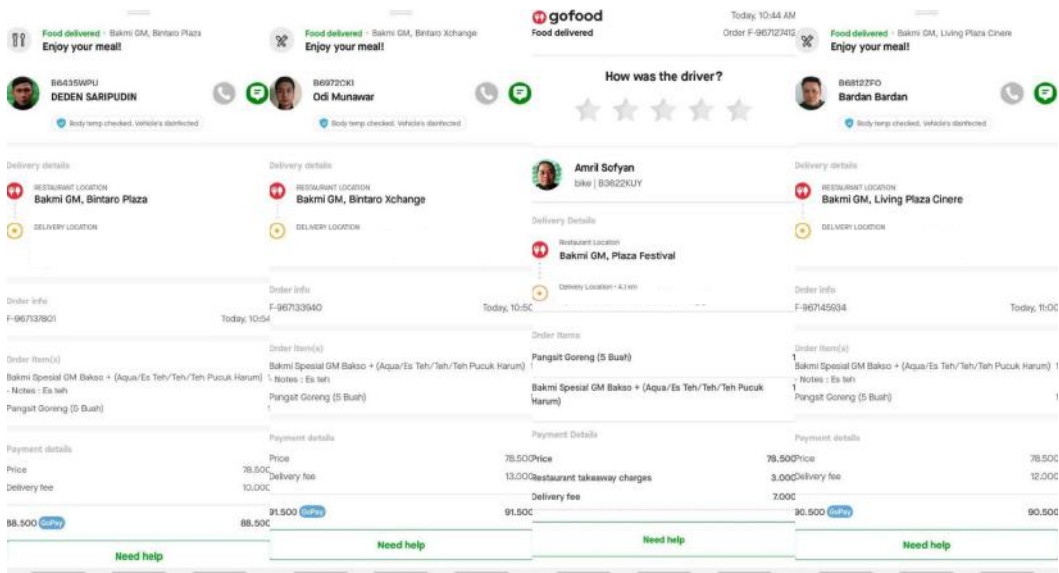 Food delivered · Bakmi GM, Bintaro Plaza
Enjoy your meal!
B6435WPU
DEDEN SARIPUDIN
Body temp checked. Vehicle's disinfected
Delivery details
RESTAURANT LOCATION
Bakmi GM, Bintaro Plaza
DELIVERY LOCATION
Order info
F-967137801 Today, 10:54
Order Item(s)
Bakmi Spesial GM Bakso + (Aqua/Es Teh/Teh/Teh Pucuk Harum)
- Notes : Es teh
Pangsit Goreng (5 Buah)
Payment details
Price 78.500
Delivery fee 10.000
88.500 GoPay 88.500
Need help
Food delivered · Bakmi GM, Bintaro Xchange
Enjoy your meal!
B6972CKI
Odi Munawar
Body temp checked. Vehicle's disinfected
Delivery details
RESTAURANT LOCATION
Bakmi GM, Bintaro Xchange
DELIVERY LOCATION
Order info
F-967133940 Today, 10:50
Order Item(s)
Bakmi Spesial GM Bakso + (Aqua/Es Teh/Teh/Teh Pucuk Harum)
- Notes : Es teh
Pangsit Goreng (5 Buah)
Payment details
Price 78.500
Delivery fee 13.000
91.500 GoPay 91.500
Need help
gofood Today, 10:44 AM
Food delivered Order F-967127412
How was the driver?
Amril Sofyan
bike | B3622KUY
Delivery Details
Restaurant Location
Bakmi GM, Plaza Festival
Delivery Location - 4.1 km
Order Items
Pangsit Goreng (5 Buah) 1
Bakmi Spesial GM Bakso + (Aqua/Es Teh/Teh/Teh Pucuk 1
Harum)
Payment Details
Price 78.500
Restaurant takeaway charges 3.000
Delivery fee 7.000
Need help
Food delivered · Bakmi GM, Living Plaza Cinere
Enjoy your meal!
B6812ZFO
Bardan Bardan
Body temp checked. Vehicle's disinfected
Delivery details
RESTAURANT LOCATION
Bakmi GM, Living Plaza Cinere
DELIVERY LOCATION
Order info
F-967145934 Today, 11:00
Order Item(s)
Bakmi Spesial GM Bakso + (Aqua/Es Teh/Teh/Teh Pucuk Harum) 1
- Notes : Es teh
Pangsit Goreng (5 Buah) 1
Payment details
Price 78.500
Delivery fee 12.000
90.500 GoPay 90.500
Need help